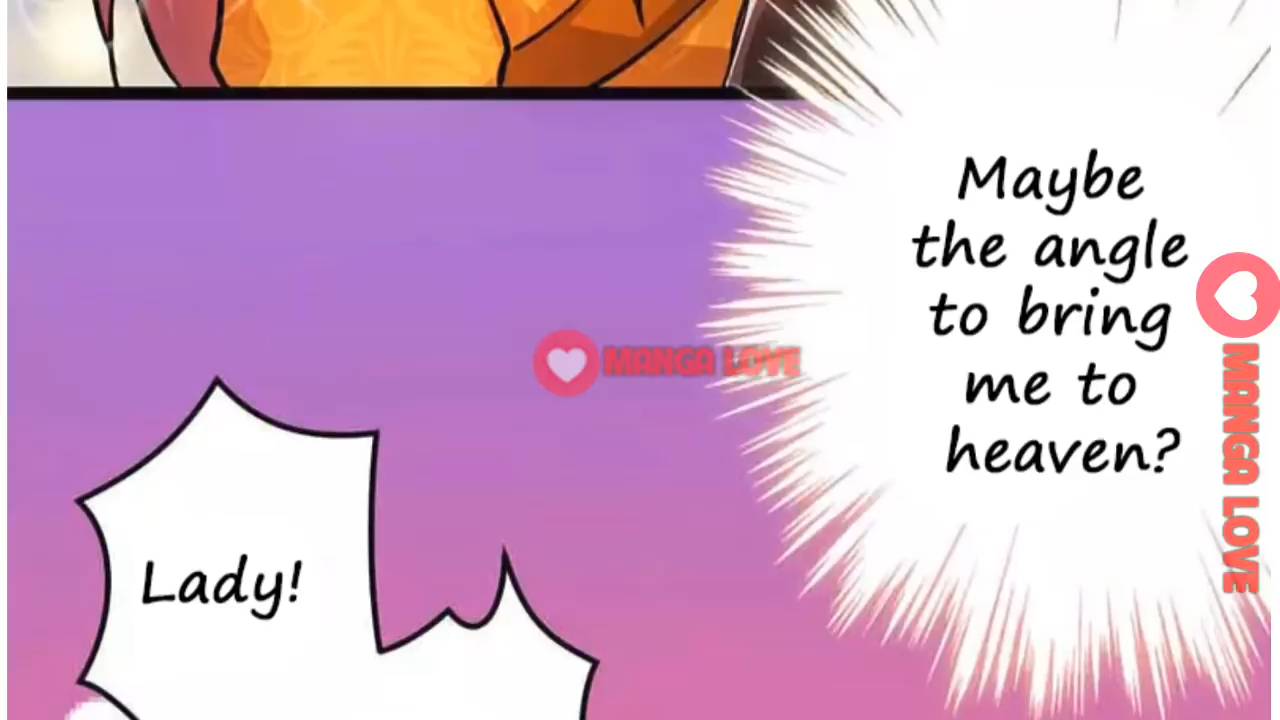 Maybe
the angle
to bring
me to
heaven?
MANGA LOVE
MANGA LOVE
Lady!